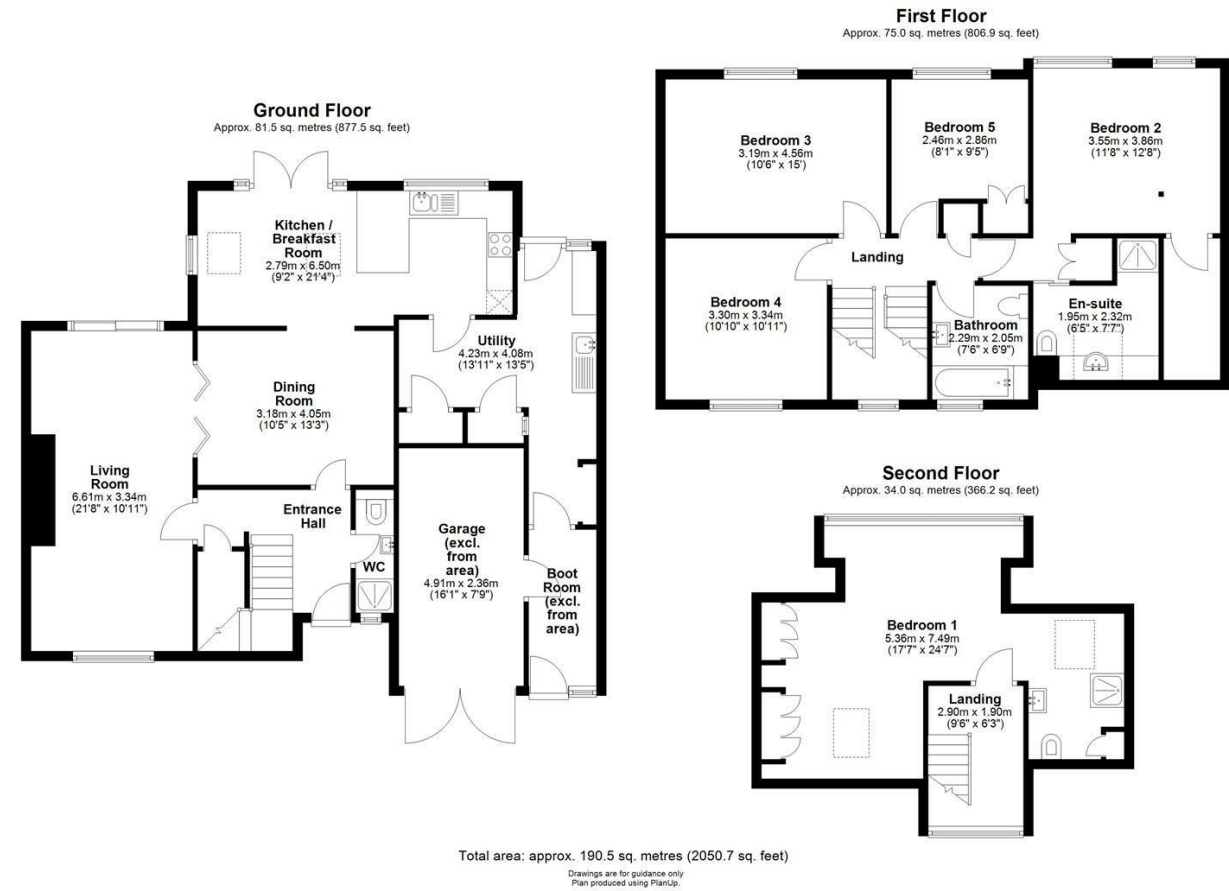 First Floor
Approx. 75.0 sq. metres (806.9 sq. feet)
Bedroom 3
3.19m x 4.56m
(10'6" x 15')
Bedroom 5
2.46m x 2.86m
(8'1" x 9'5")
Bedroom 2
3.55m x 3.86m
(11'8" x 12'8")
Landing
Bedroom 4
3.30m x 3.34m
(10'10" x 10'11")
Bathroom
2.29m x 2.05m
(7'6" x 6'9")
En-suite
1.95m x 2.32m
(6'5" x 7'7")
Ground Floor
Approx. 81.5 sq. metres (877.5 sq. feet)
Kitchen /
Breakfast
Room
2.79m x 6.50m
(9'2" x 21'4")
Utility
4.23m x 4.08m
(13'11" x 13'5")
Dining
Room
3.18m x 4.05m
(10'5" x 13'3")
Living
Room
6.61m x 3.34m
(21'8" x 10'11")
Entrance
Hall
WC
Garage
(excl.
from
area)
4.91m x 2.36m
(16'1" x 7'9")
Boot
Room
(excl.
from
area)
Second Floor
Approx. 34.0 sq. metres (366.2 sq. feet)
Bedroom 1
5.36m x 7.49m
(17'7" x 24'7")
Landing
2.90m x 1.90m
(9'6" x 6'3")
Total area: approx. 190.5 sq. metres (2050.7 sq. feet)
Drawings are for guidance only
Plan produced using PlanUp.